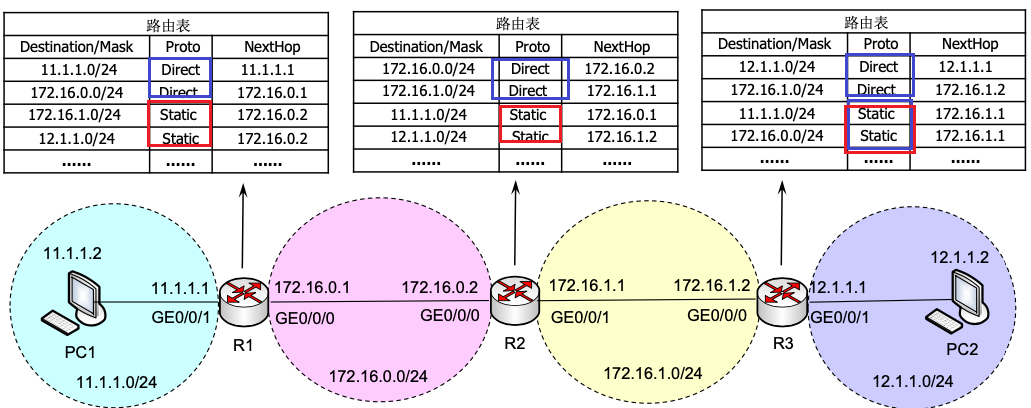 路由表
Destination/Mask Proto NextHop
11.1.1.0/24 Direct 11.1.1.1
172.16.0.0/24 Direct 172.16.0.1
172.16.1.0/24 Static 172.16.0.2
12.1.1.0/24 Static 172.16.0.2
...... ...... ......
路由表
Destination/Mask Proto NextHop
172.16.0.0/24 Direct 172.16.0.2
172.16.1.0/24 Direct 172.16.1.1
11.1.1.0/24 Static 172.16.0.1
12.1.1.0/24 Static 172.16.1.2
...... ...... ......
路由表
Destination/Mask Proto NextHop
12.1.1.0/24 Direct 12.1.1.1
172.16.1.0/24 Direct 172.16.1.2
11.1.1.0/24 Static 172.16.1.1
172.16.0.0/24 Static 172.16.1.1
...... ...... ......
11.1.1.2
PC1
11.1.1.1
GE0/0/1
11.1.1.0/24
R1
172.16.0.1
GE0/0/0
172.16.0.2
GE0/0/0
172.16.0.0/24
R2
172.16.1.1
GE0/0/1
172.16.1.2
GE0/0/0
172.16.1.0/24
R3
12.1.1.1
GE0/0/1
12.1.1.2
PC2
12.1.1.0/24